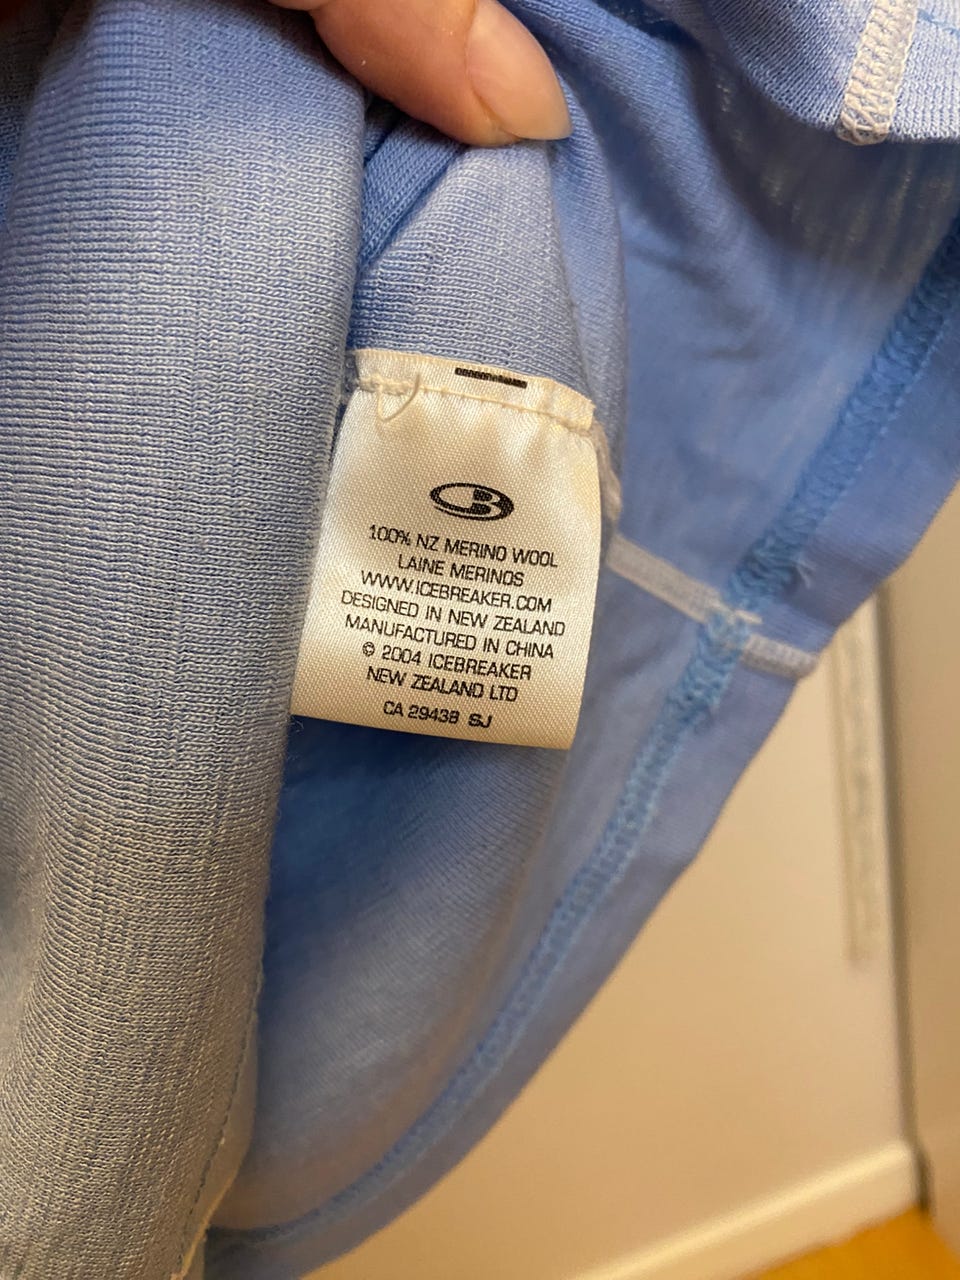 100% NZ MERINO WOOL
LAINE MERINOS
WWW.ICEBREAKER.COM
DESIGNED IN NEW ZEALAND
MANUFACTURED IN CHINA
© 2004 ICEBREAKER
NEW ZEALAND LTD
CA 29438 SJ